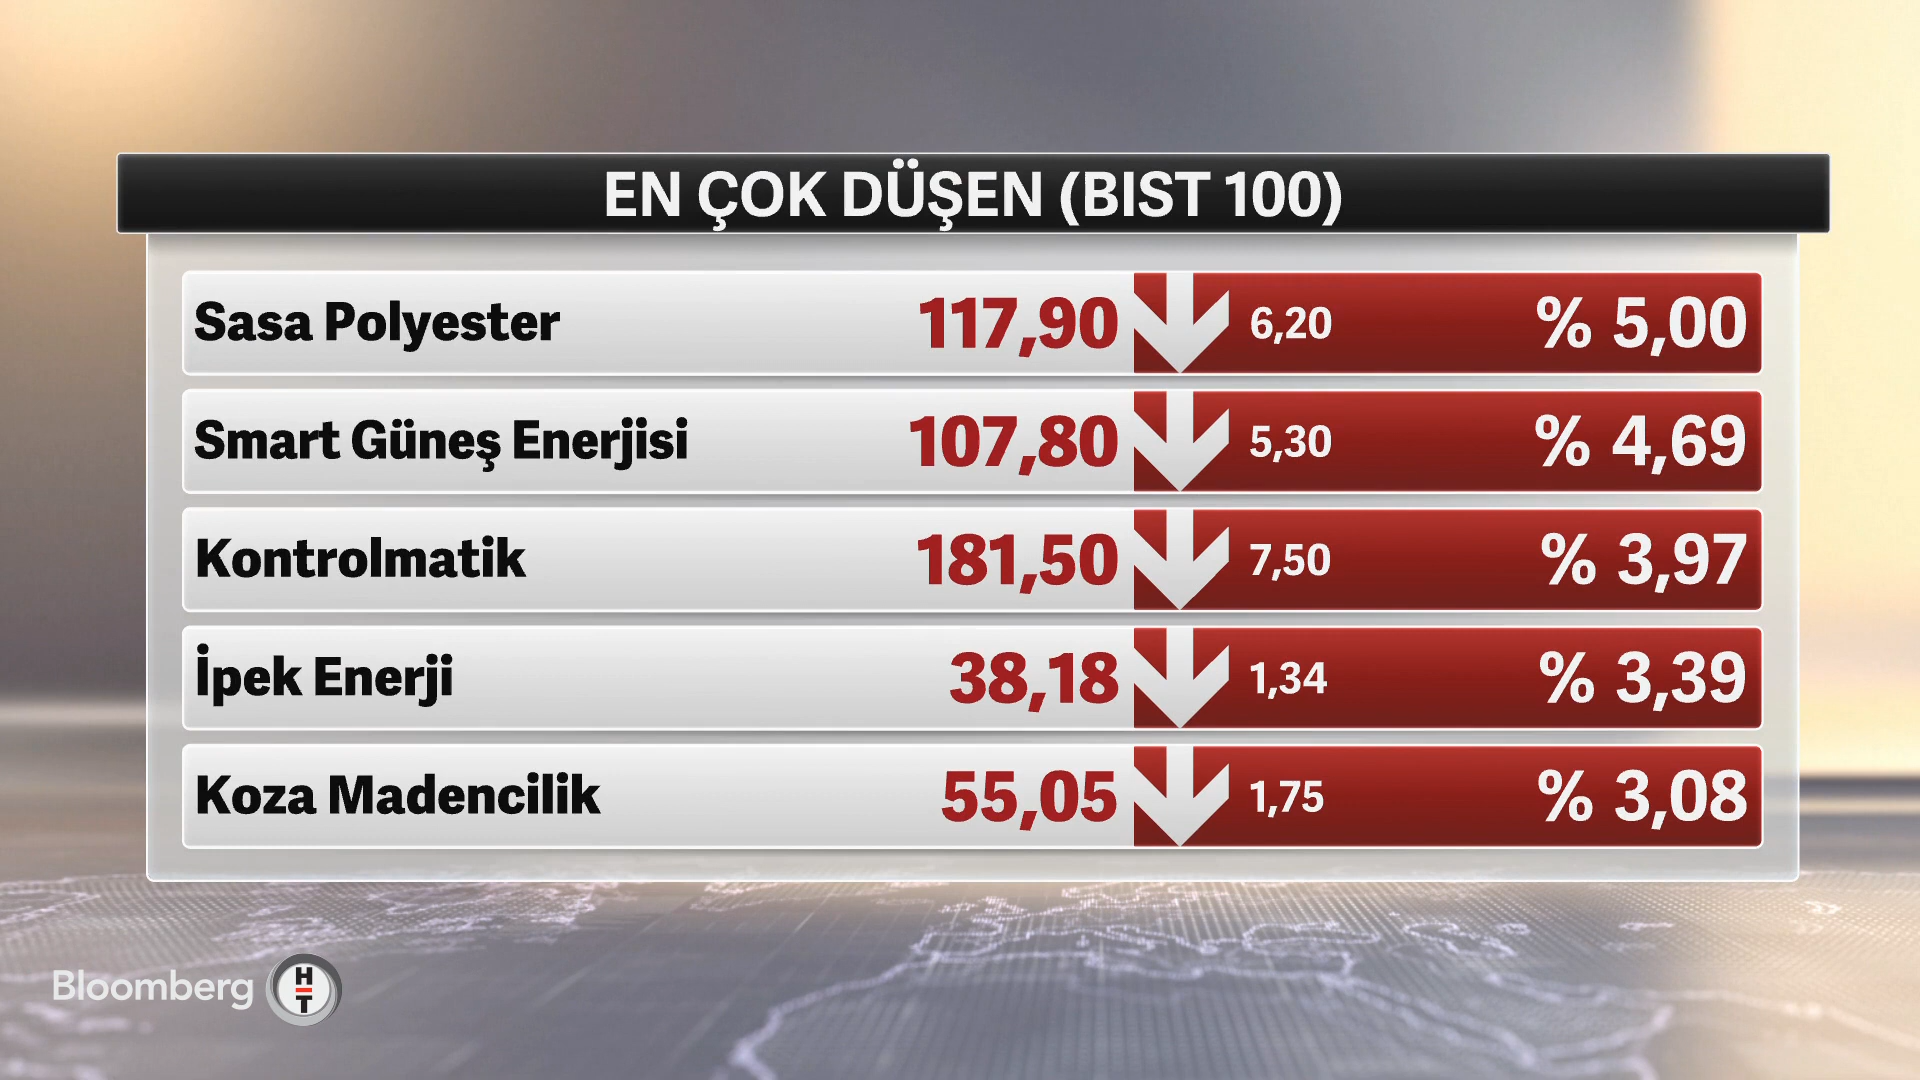 EN ÇOK DÜŞEN (BIST 100)
Sasa Polyester 117,90 6,20 % 5,00
Smart Güneş Enerjisi 107,80 5,30 % 4,69
Kontrolmatik 181,50 7,50 % 3,97
İpek Enerji 38,18 1,34 % 3,39
Koza Madencilik 55,05 1,75 % 3,08
Bloomberg HT